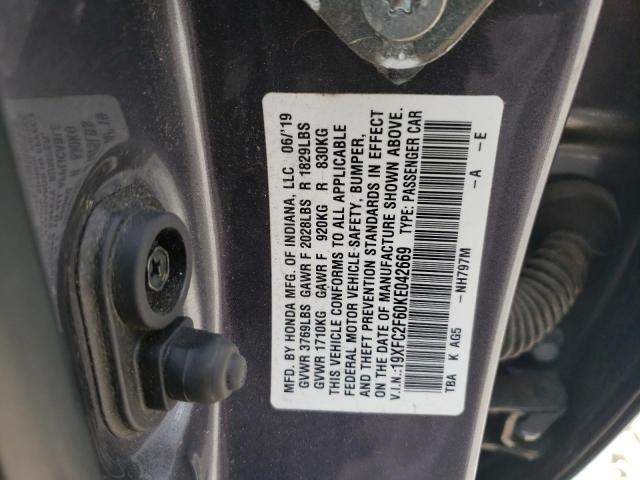 MFD. BY HONDA MFG. OF INDIANA, LLC 06/'19
GVWR 3769LBS GAWR F 2028LBS R 1829LBS
GVWR 1710KG GAWR F 920KG R 830KG
THIS VEHICLE CONFORMS TO ALL APPLICABLE
FEDERAL MOTOR VEHICLE SAFETY, BUMPER,
AND THEFT PREVENTION STANDARDS IN EFFECT
ON THE DATE OF MANUFACTURE SHOWN ABOVE.
V.I.N.:19XFC2F60KE042669 TYPE: PASSENGER CAR
TBA K AG5 -NH797M -A -E